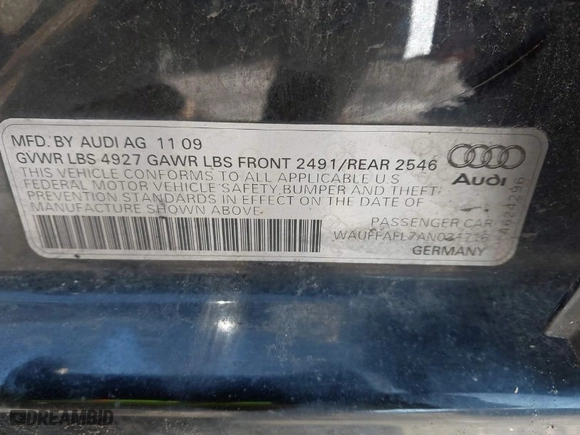 MFD. BY AUDI AG 11 09
GVWR LBS 4927 GAWR LBS FRONT 2491/REAR 2546
THIS VEHICLE CONFORMS TO ALL APPLICABLE U.S
FEDERAL MOTOR VEHICLE SAFETY, BUMPER AND THEFT
PREVENTION STANDARDS IN EFFECT ON THE DATE OF
MANUFACTURE SHOWN ABOVE.
Audi
PASSENGER CAR
GERMANY
DREAMBID